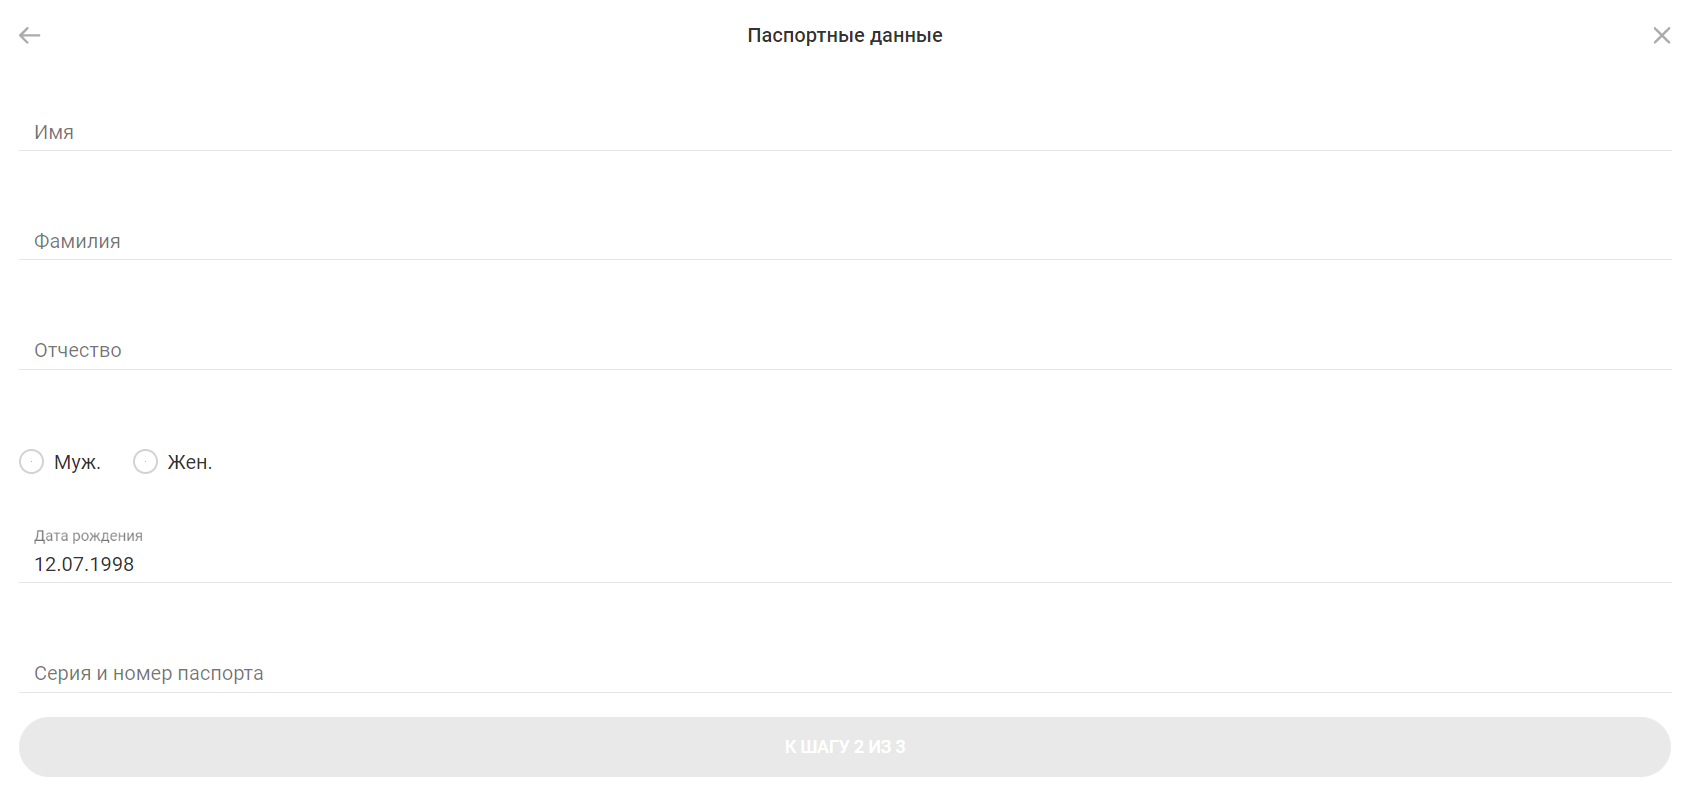 Паспортные данные
Имя
Фамилия
Отчество
Муж. Жен.
Дата рождения
12.07.1998
Серия и номер паспорта
К ШАГУ 2 ИЗ 3